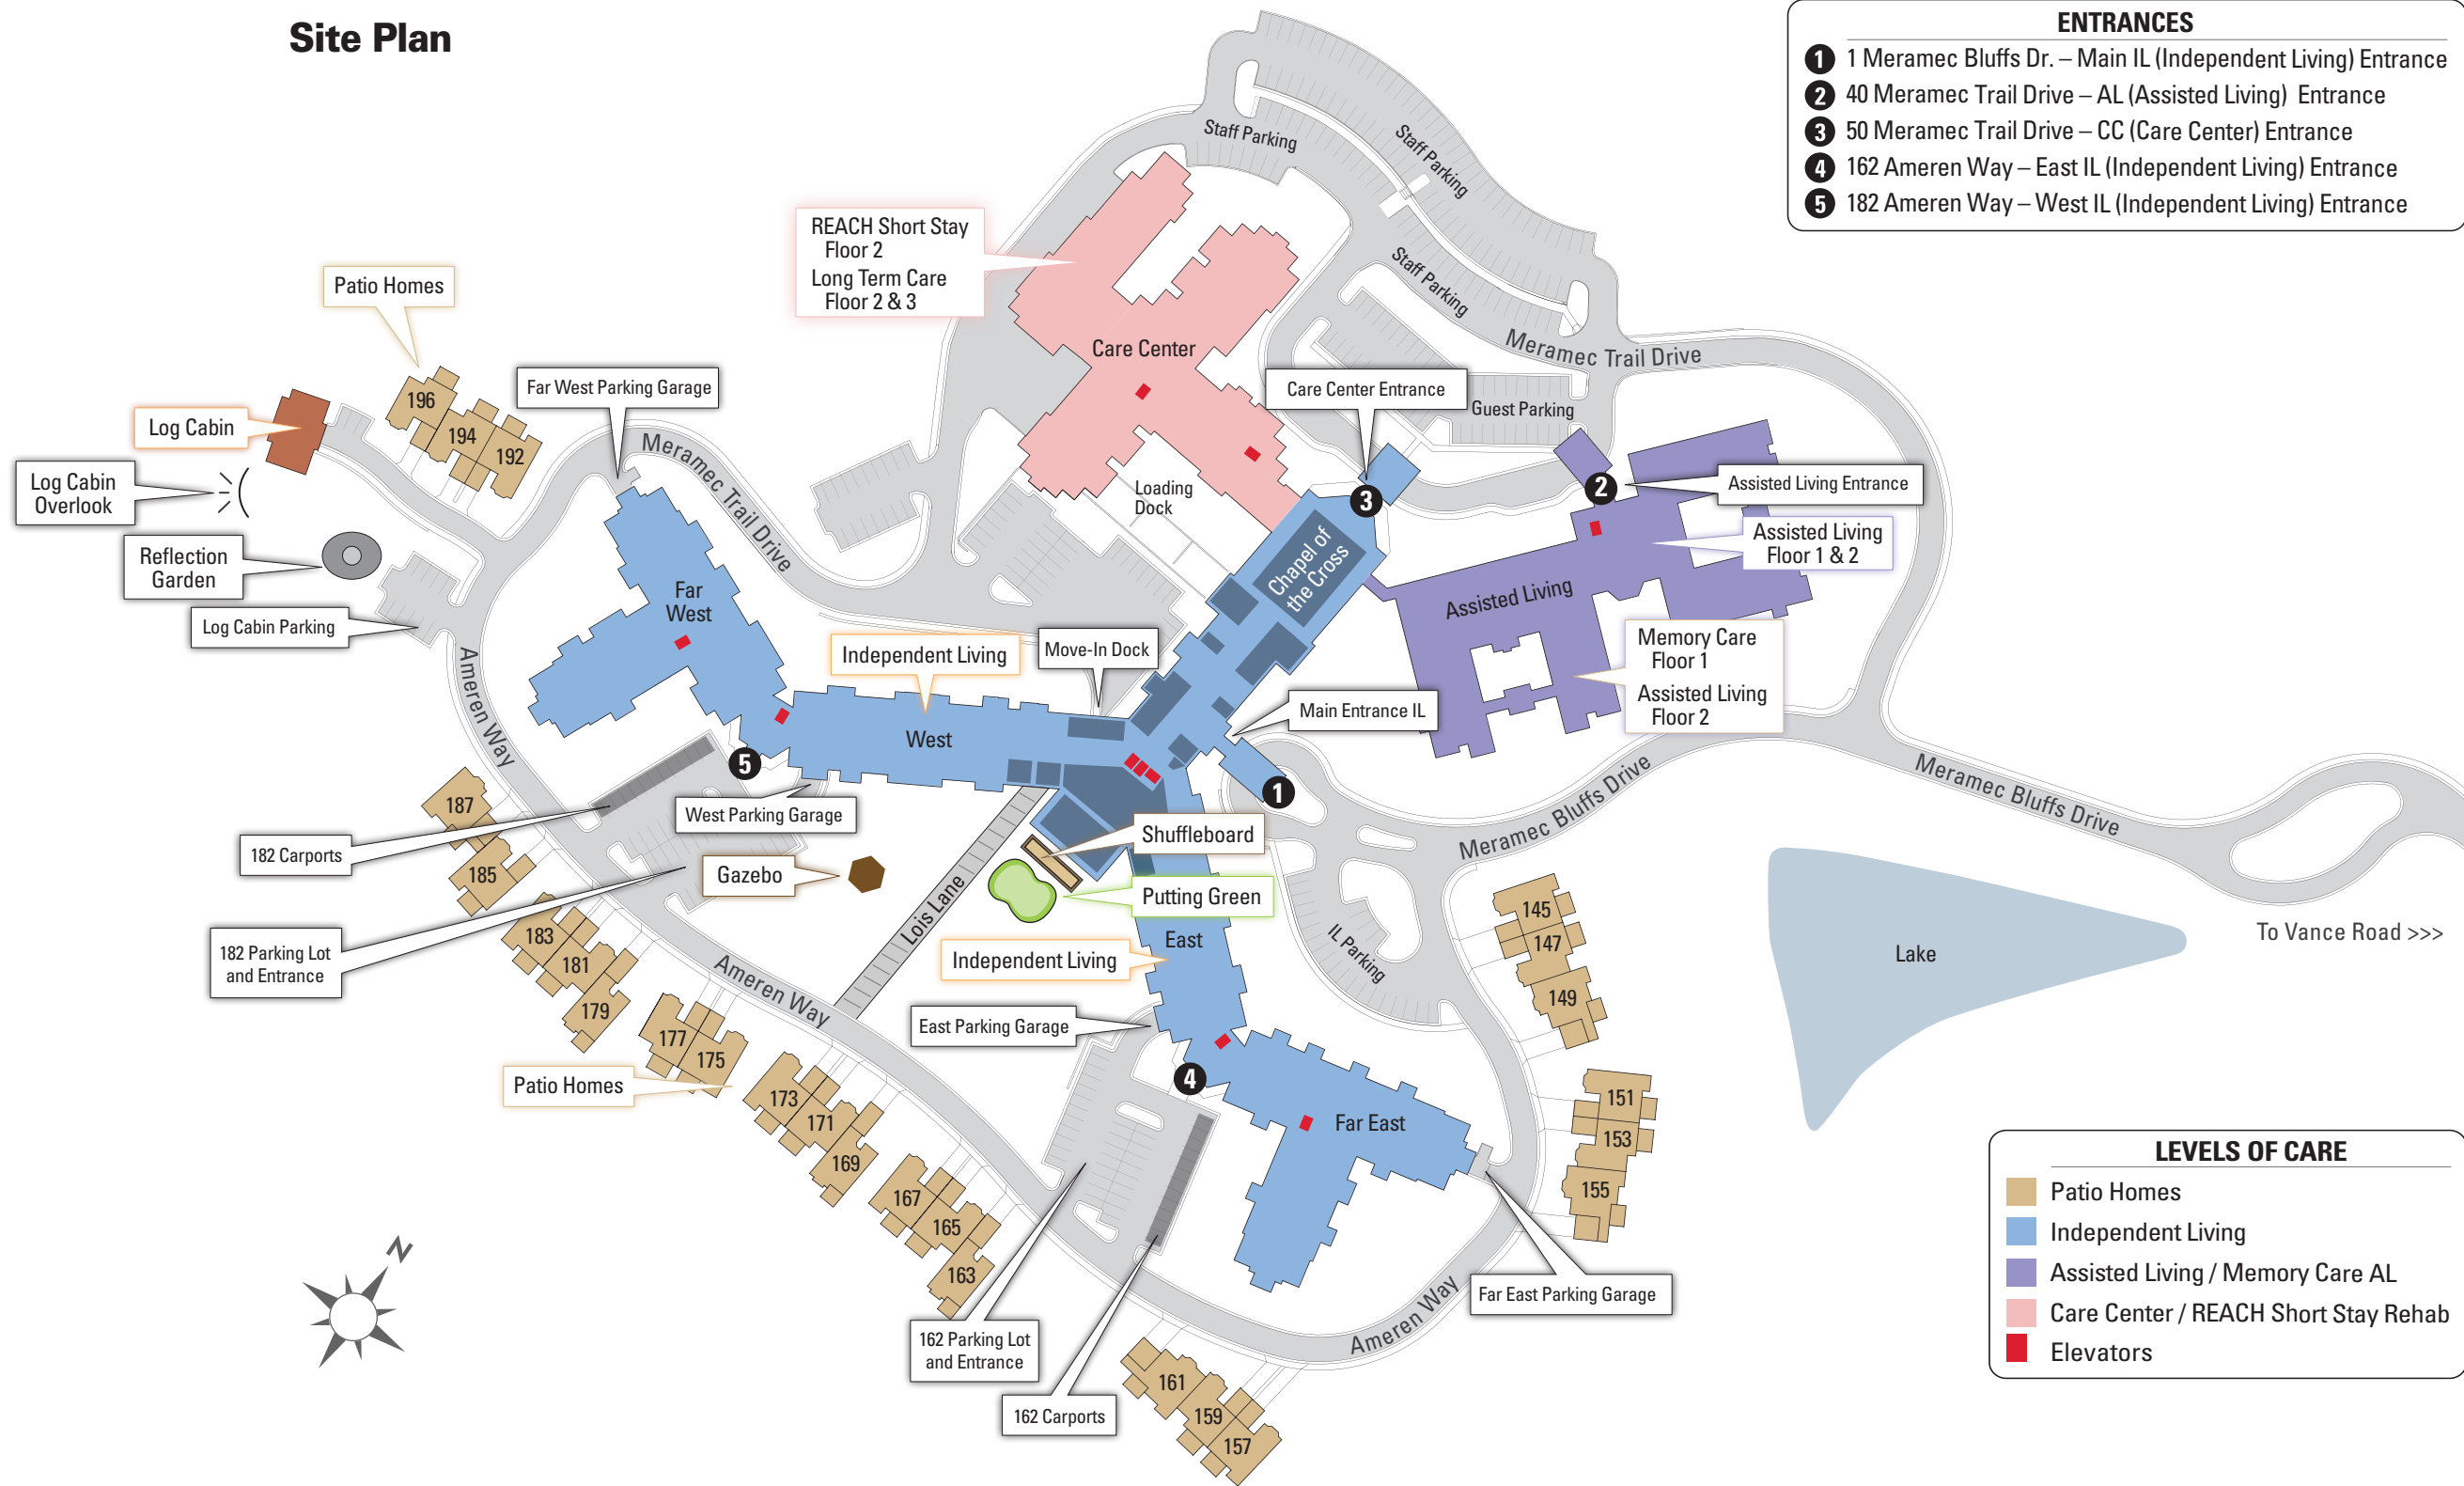 Site Plan
ENTRANCES
1 1 Meramec Bluffs Dr. – Main IL (Independent Living) Entrance
2 40 Meramec Trail Drive – AL (Assisted Living) Entrance
3 50 Meramec Trail Drive – CC (Care Center) Entrance
4 162 Ameren Way – East IL (Independent Living) Entrance
5 182 Ameren Way – West IL (Independent Living) Entrance
Staff Parking
Staff Parking
Staff Parking
REACH Short Stay
Floor 2
Long Term Care
Floor 2 & 3
Patio Homes
Care Center
Meramec Trail Drive
Far West Parking Garage
Care Center Entrance
Guest Parking
196
194
192
Log Cabin
Meramec Trail Drive
Log Cabin
Overlook
Loading
Dock
3
2
Assisted Living Entrance
Reflection
Garden
Assisted Living
Floor 1 & 2
Chapel of
the Cross
Far
West
Assisted Living
Log Cabin Parking
Independent Living
Move-In Dock
Memory Care
Floor 1
Assisted Living
Floor 2
Ameren Way
Main Entrance IL
West
5
1
Meramec Bluffs Drive
Meramec Bluffs Drive
187
West Parking Garage
Shuffleboard
182 Carports
185
Gazebo
Putting Green
Lois Lane
145
147
149
183
181
179
182 Parking Lot
and Entrance
East
IL Parking
Independent Living
Lake
To Vance Road >>>
Ameren Way
East Parking Garage
177
175
Patio Homes
4
173
171
169
Far East
151
153
155
167
165
163
LEVELS OF CARE
Patio Homes
Independent Living
Assisted Living / Memory Care AL
Care Center / REACH Short Stay Rehab
Elevators
N
Far East Parking Garage
Ameren Way
162 Parking Lot
and Entrance
162 Carports
161
159
157